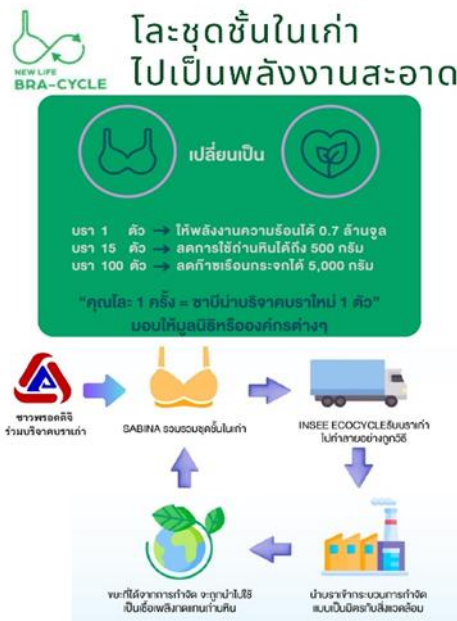 โละชุดชั้นในเก่า
ไปเป็นพลังงานสะอาด
NEW LIFE
BRA-CYCLE
เปลี่ยนเป็น
บรา 1 ตัว → ให้พลังงานความร้อนได้ 0.7 ล้านจูล
บรา 15 ตัว → ลดการใช้ถ่านหินได้ถึง 500 กรัม
บรา 100 ตัว → ลดก๊าซเรือนกระจกได้ 5,000 กรัม
"คุณโละ 1 ครั้ง = ซาบีน่าบริจาคบราใหม่ 1 ตัว"
มอบให้มูลนิธิหรือองค์กรต่างๆ
ชาวพรอดดิจิ
ร่วมบริจาคบราเก่า
SABINA รวบรวมชุดชั้นในเก่า
INSEE ECOCYCLEรับบราเก่า
ไปทำลายอย่างถูกวิธี
ขยะที่ได้จากการกำจัด จะถูกนำไปใช้
เป็นเชื้อเพลิงทดแทนถ่านหิน
นำบราเข้ากระบวนการกำจัด
แบบเป็นมิตรกับสิ่งแวดล้อม